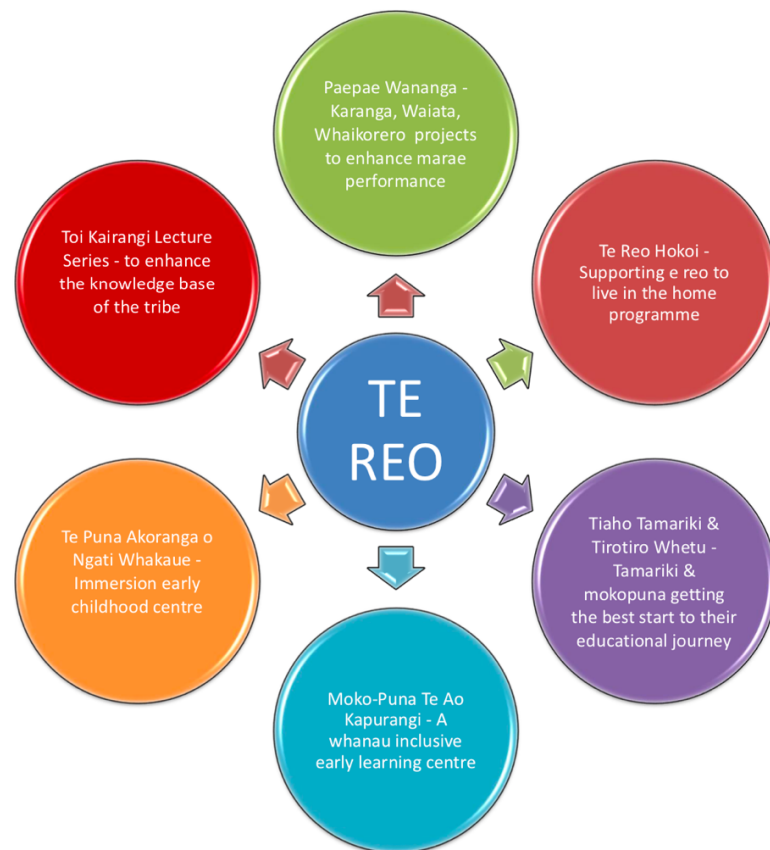 Paepae Wananga -
Karanga, Waiata,
Whaikorero projects
to enhance marae
performance
Te Reo Hokoi -
Supporting e reo to
live in the home
programme
Tiaho Tamariki &
Tirotiro Whetu -
Tamariki &
mokopuna getting
the best start to their
educational journey
Moko-Puna Te Ao
Kapurangi - A
whanau inclusive
early learning centre
Te Puna Akoranga o
Ngati Whakaue -
Immersion early
childhood centre
Toi Kairangi Lecture
Series - to enhance
the knowledge base
of the tribe
TE
REO